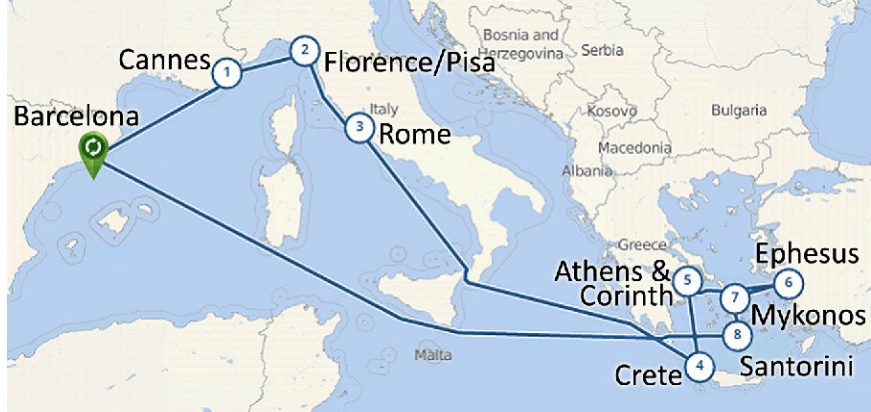 Bosnia and
Herzegovina
Serbia
Cannes
1
2
Florence/Pisa
Italy
Kosovo
Bulgaria
Barcelona
3
Rome
Macedonia
Albania
Greece
Ephesus
Athens &
Corinth
5
6
7
Mykonos
8
Malta
Santorini
Crete
4